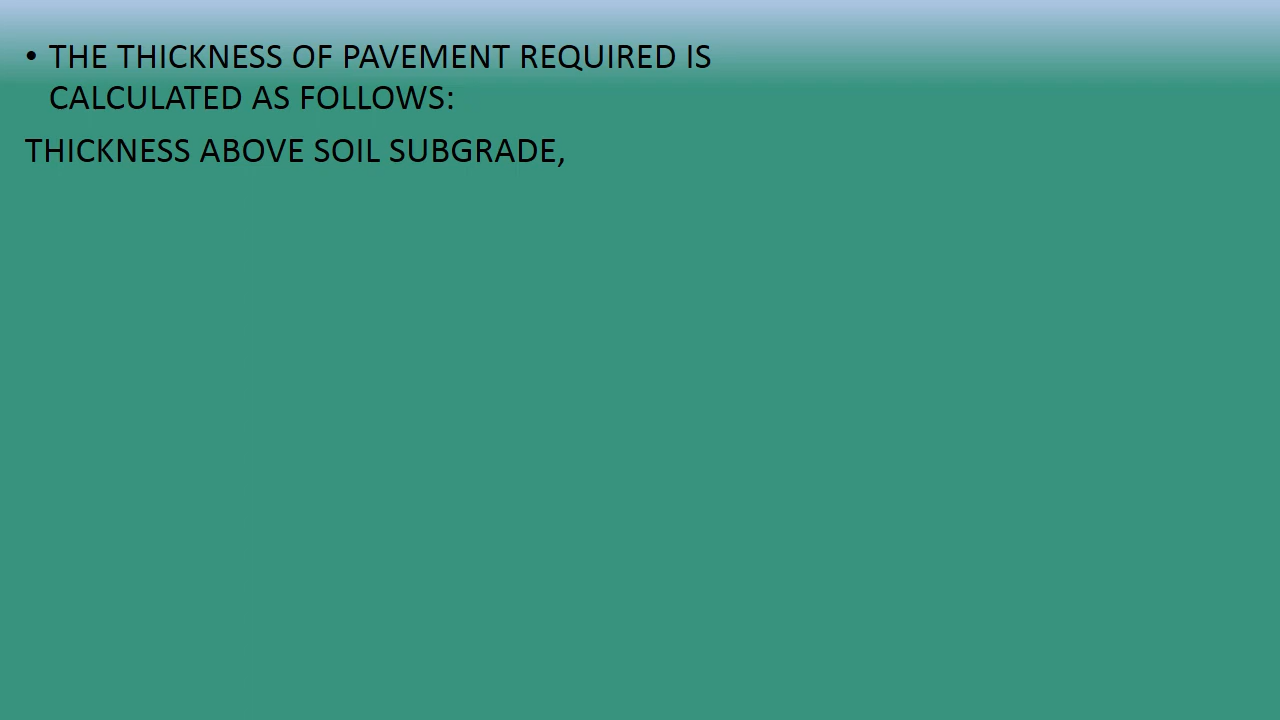 • THE THICKNESS OF PAVEMENT REQUIRED IS
CALCULATED AS FOLLOWS:
THICKNESS ABOVE SOIL SUBGRADE,